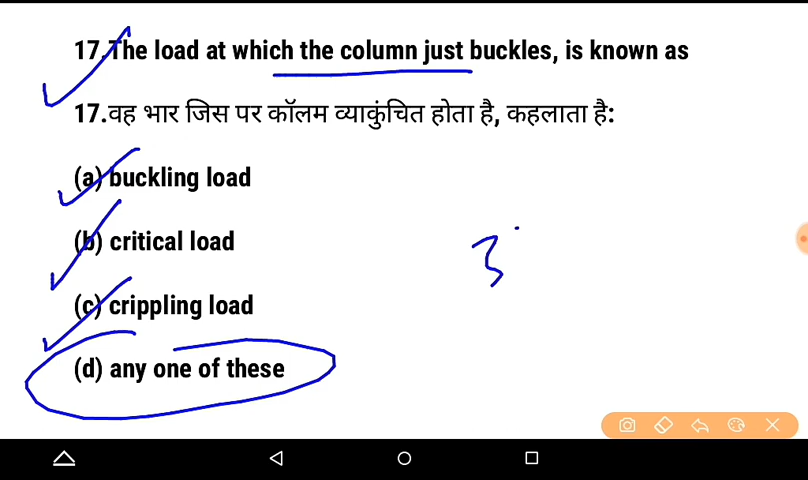 17.The load at which the column just buckles, is known as
17.वह भार जिस पर कॉलम व्याकुंचित होता है, कहलाता है:
(a) buckling load
(b) critical load
3
(c) crippling load
(d) any one of these